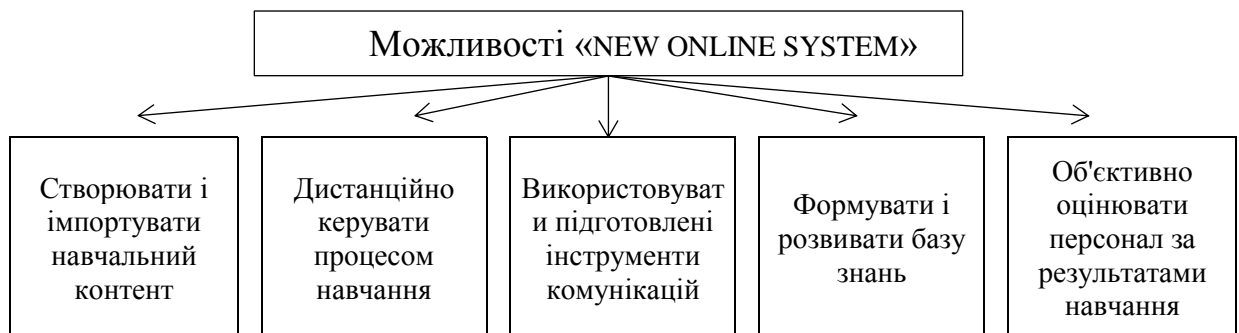 Можливості «NEW ONLINE SYSTEM»
Створювати і
імпортувати
навчальний
контент
Дистанційно
керувати
процесом
навчання
Використовуват
и підготовлені
інструменти
комунікацій
Формувати і
розвивати базу
знань
Об'єктивно
оцінювати
персонал за
результатами
навчання